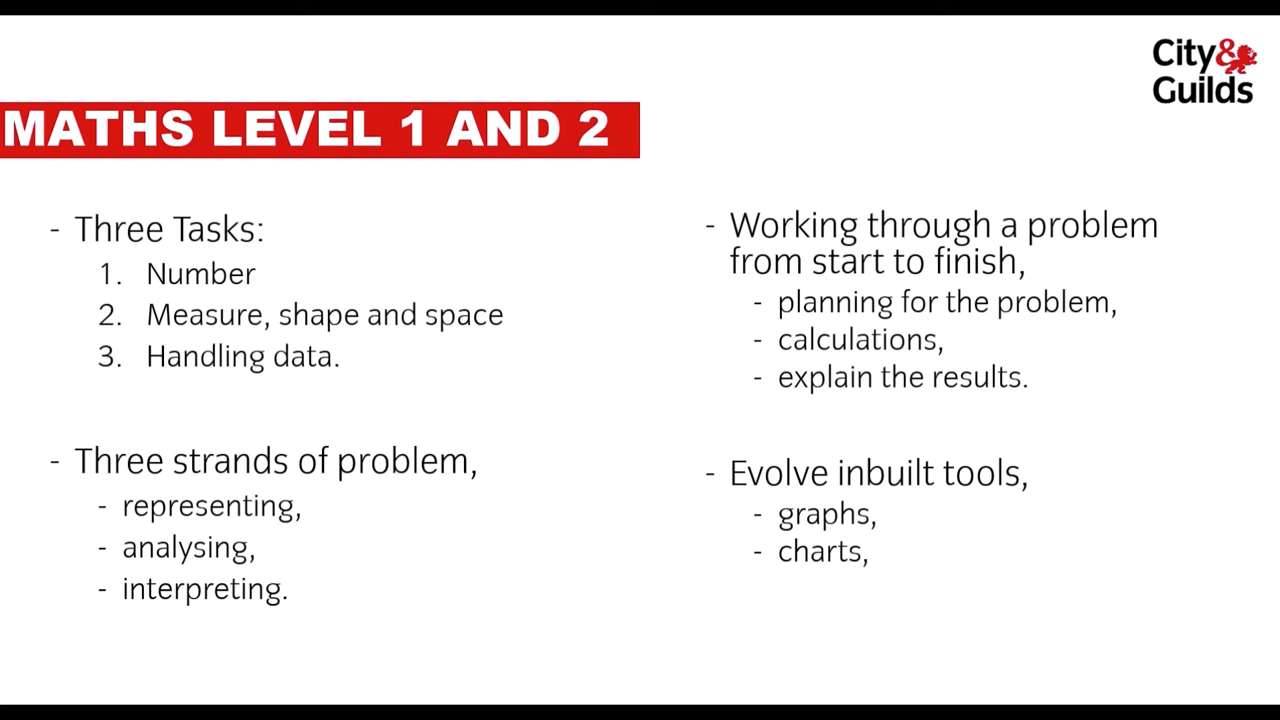 City&
Guilds
MATHS LEVEL 1 AND 2
- Three Tasks:
1. Number
2. Measure, shape and space
3. Handling data.
- Three strands of problem,
- representing,
- analysing,
- interpreting.
- Working through a problem
from start to finish,
- planning for the problem,
- calculations,
- explain the results.
- Evolve inbuilt tools,
- graphs,
- charts,